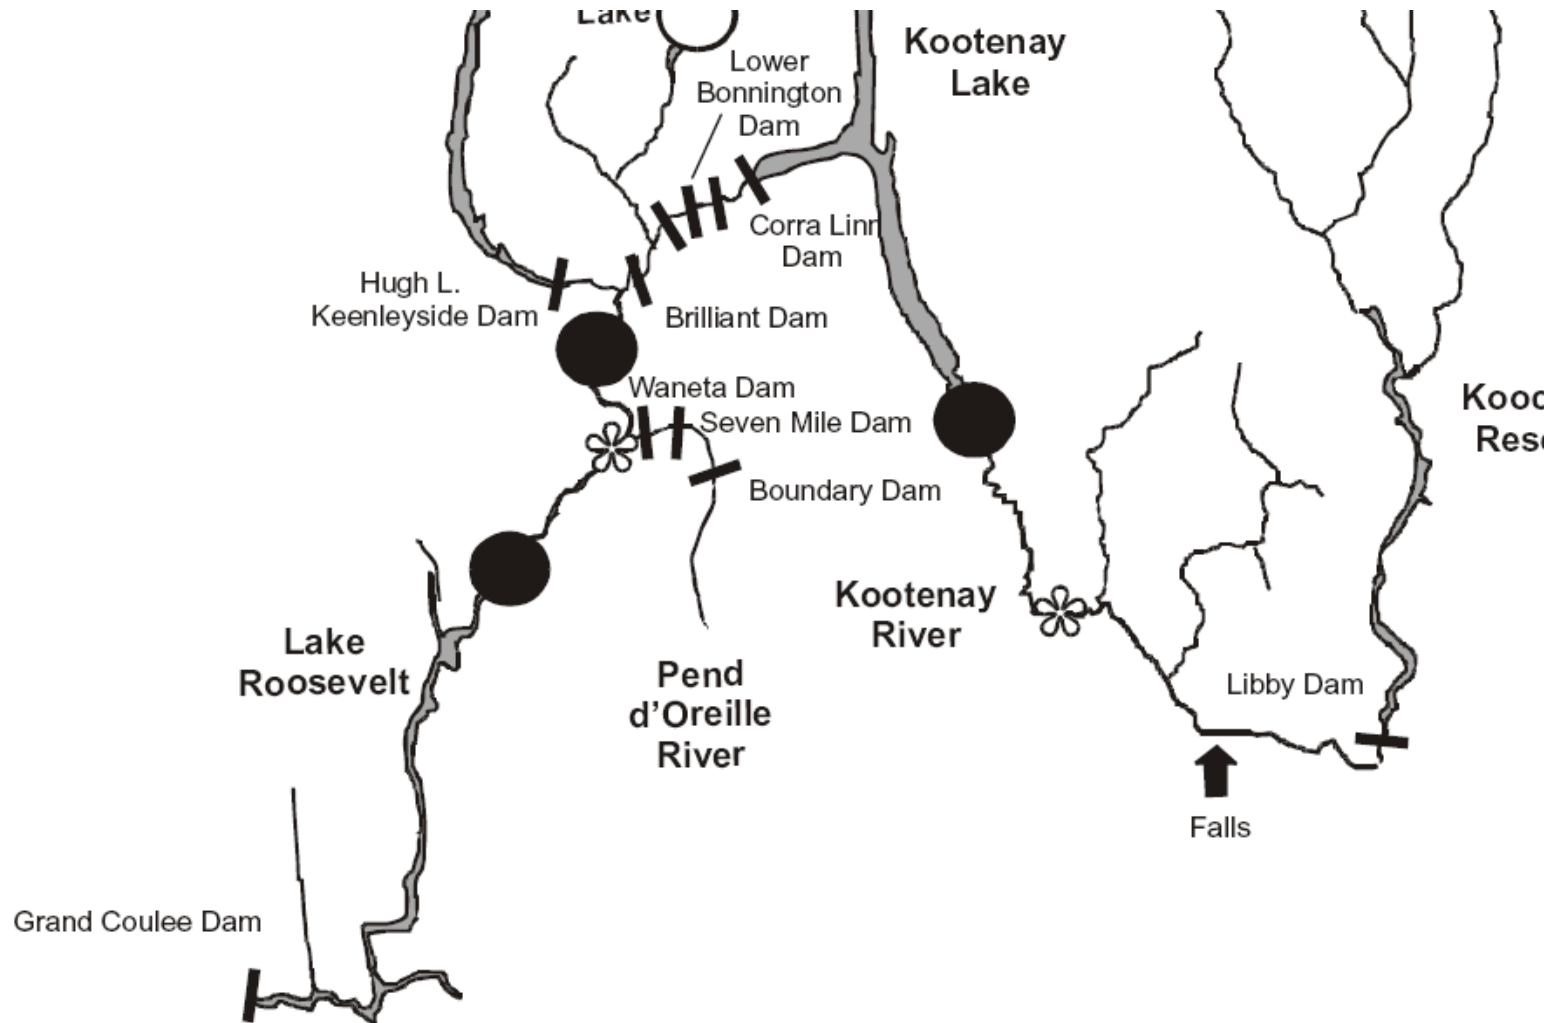 Lake
Kootenay
Lake
Lower
Bonnington
Dam
Corra Linn
Dam
Hugh L.
Keenleyside Dam
Brilliant Dam
Waneta Dam
Seven Mile Dam
Boundary Dam
Kootenay
River
Lake
Roosevelt
Pend
d’Oreille
River
Libby Dam
Falls
Grand Coulee Dam